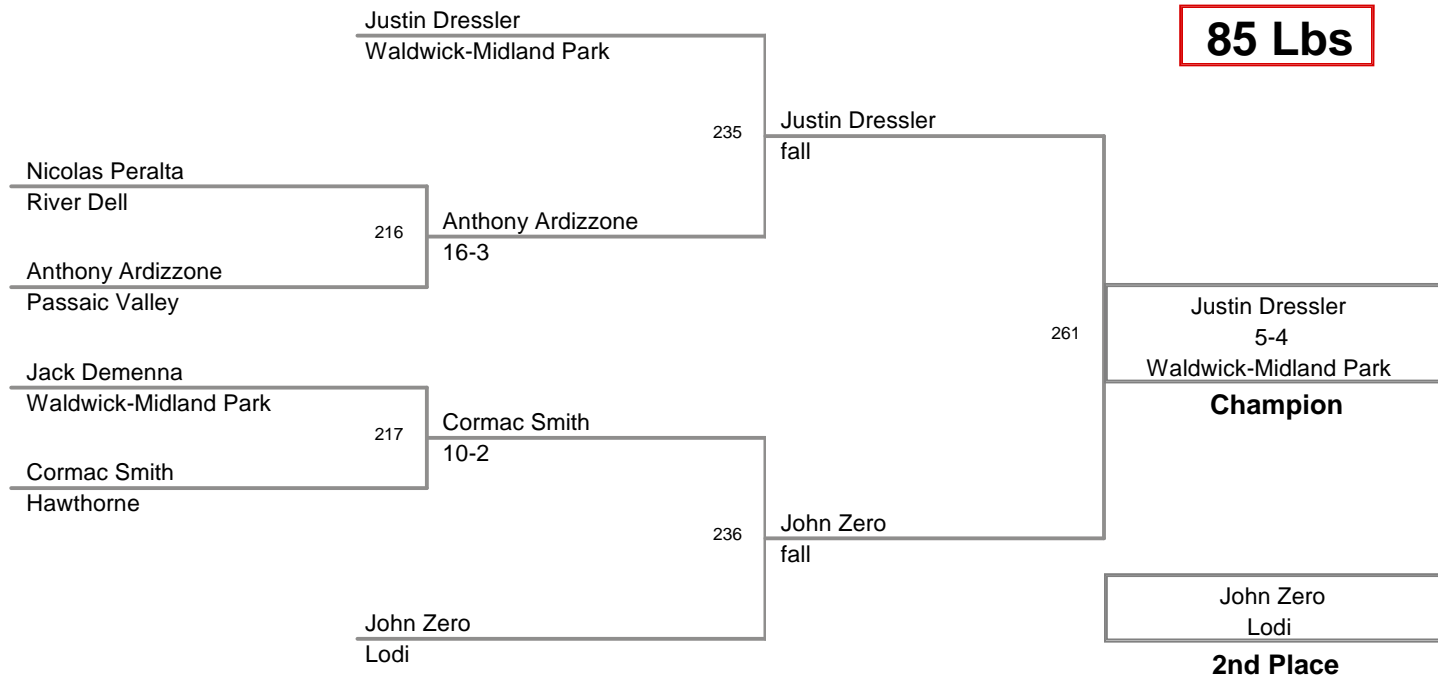 Justin Dressler
Waldwick-Midland Park
85 Lbs
235
Justin Dressler
fall
Nicolas Peralta
River Dell
216
Anthony Ardizzone
16-3
Anthony Ardizzone
Passaic Valley
261
Justin Dressler
5-4
Waldwick-Midland Park
Champion
Jack Demenna
Waldwick-Midland Park
217
Cormac Smith
10-2
Cormac Smith
Hawthorne
236
John Zero
fall
John Zero
Lodi
John Zero
Lodi
2nd Place